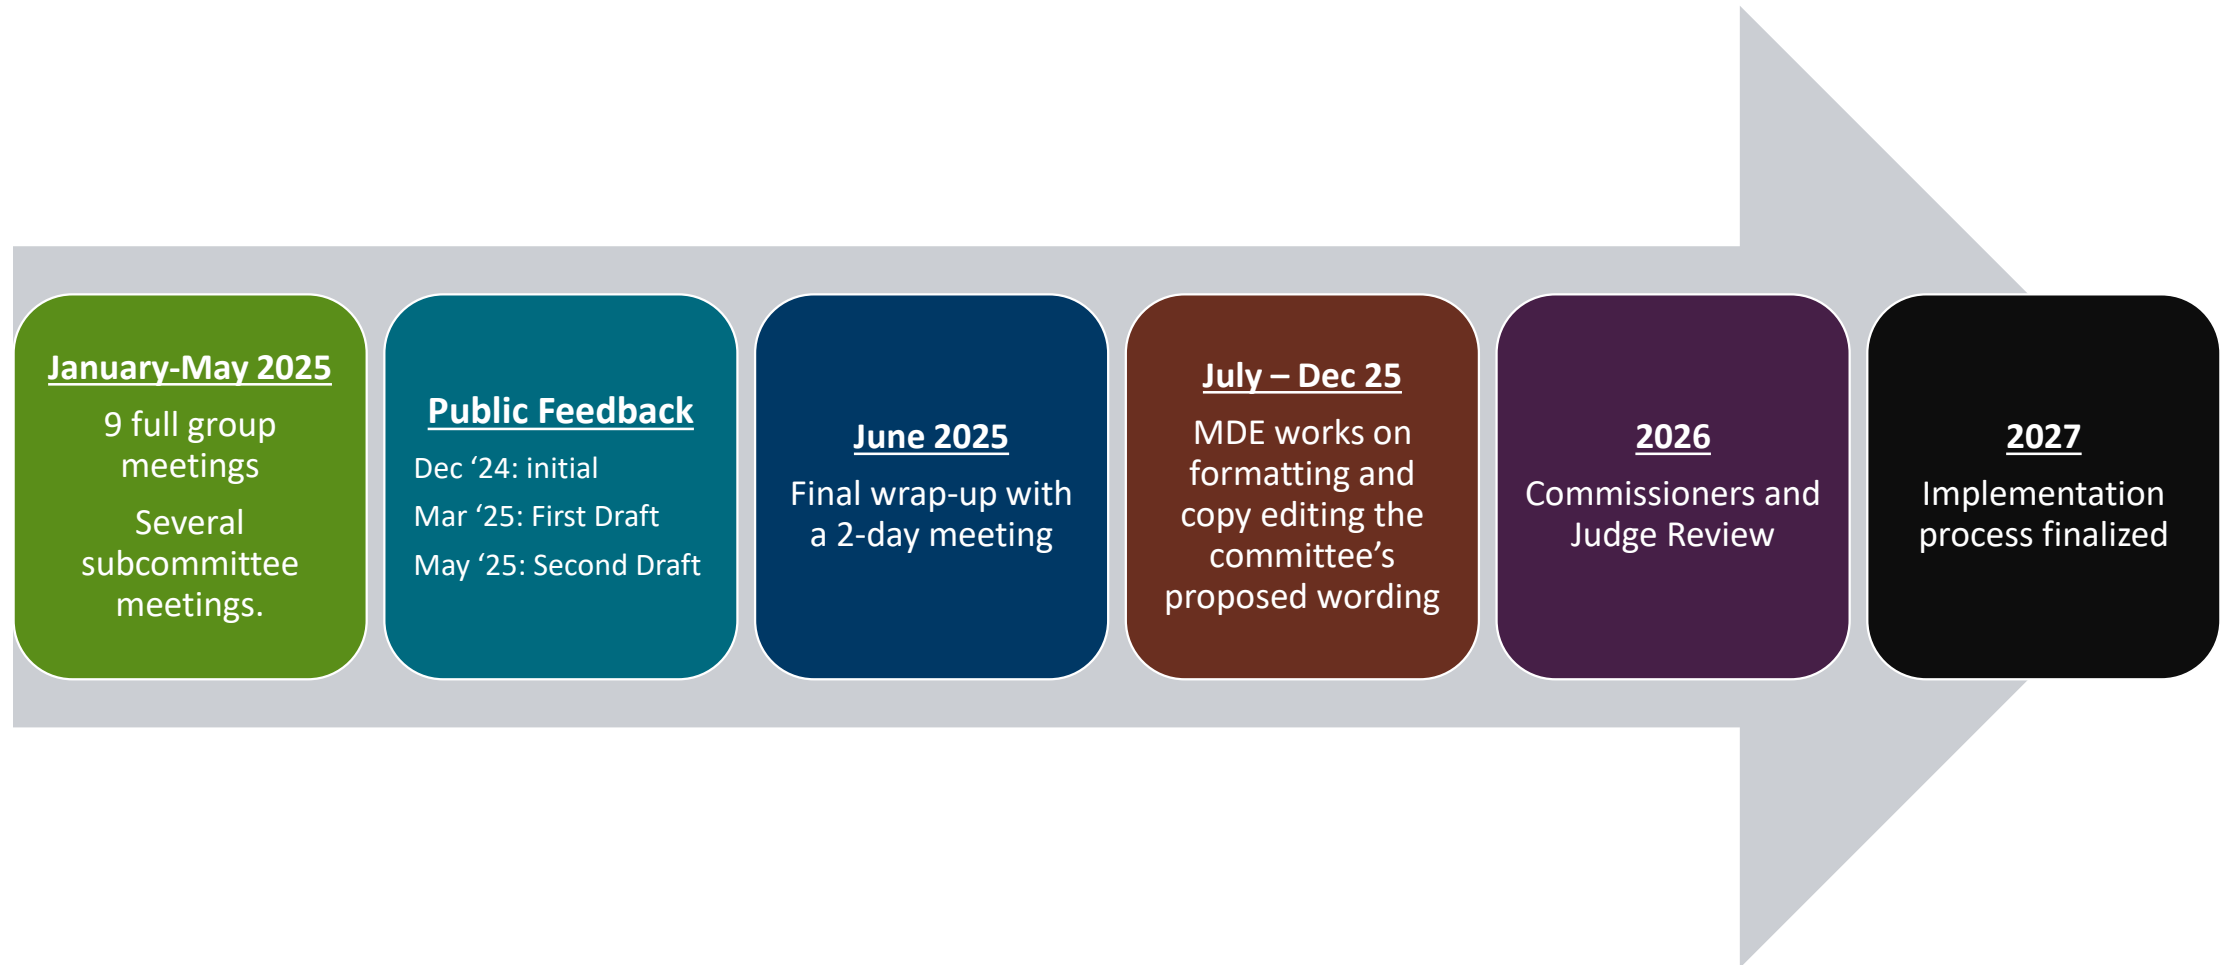 January-May 2025
9 full group
meetings
Several
subcommittee
meetings.
Public Feedback
Dec ‘24: initial
Mar ‘25: First Draft
May ‘25: Second Draft
June 2025
Final wrap-up with
a 2-day meeting
July – Dec 25
MDE works on
formatting and
copy editing the
committee’s
proposed wording
2026
Commissioners and
Judge Review
2027
Implementation
process finalized